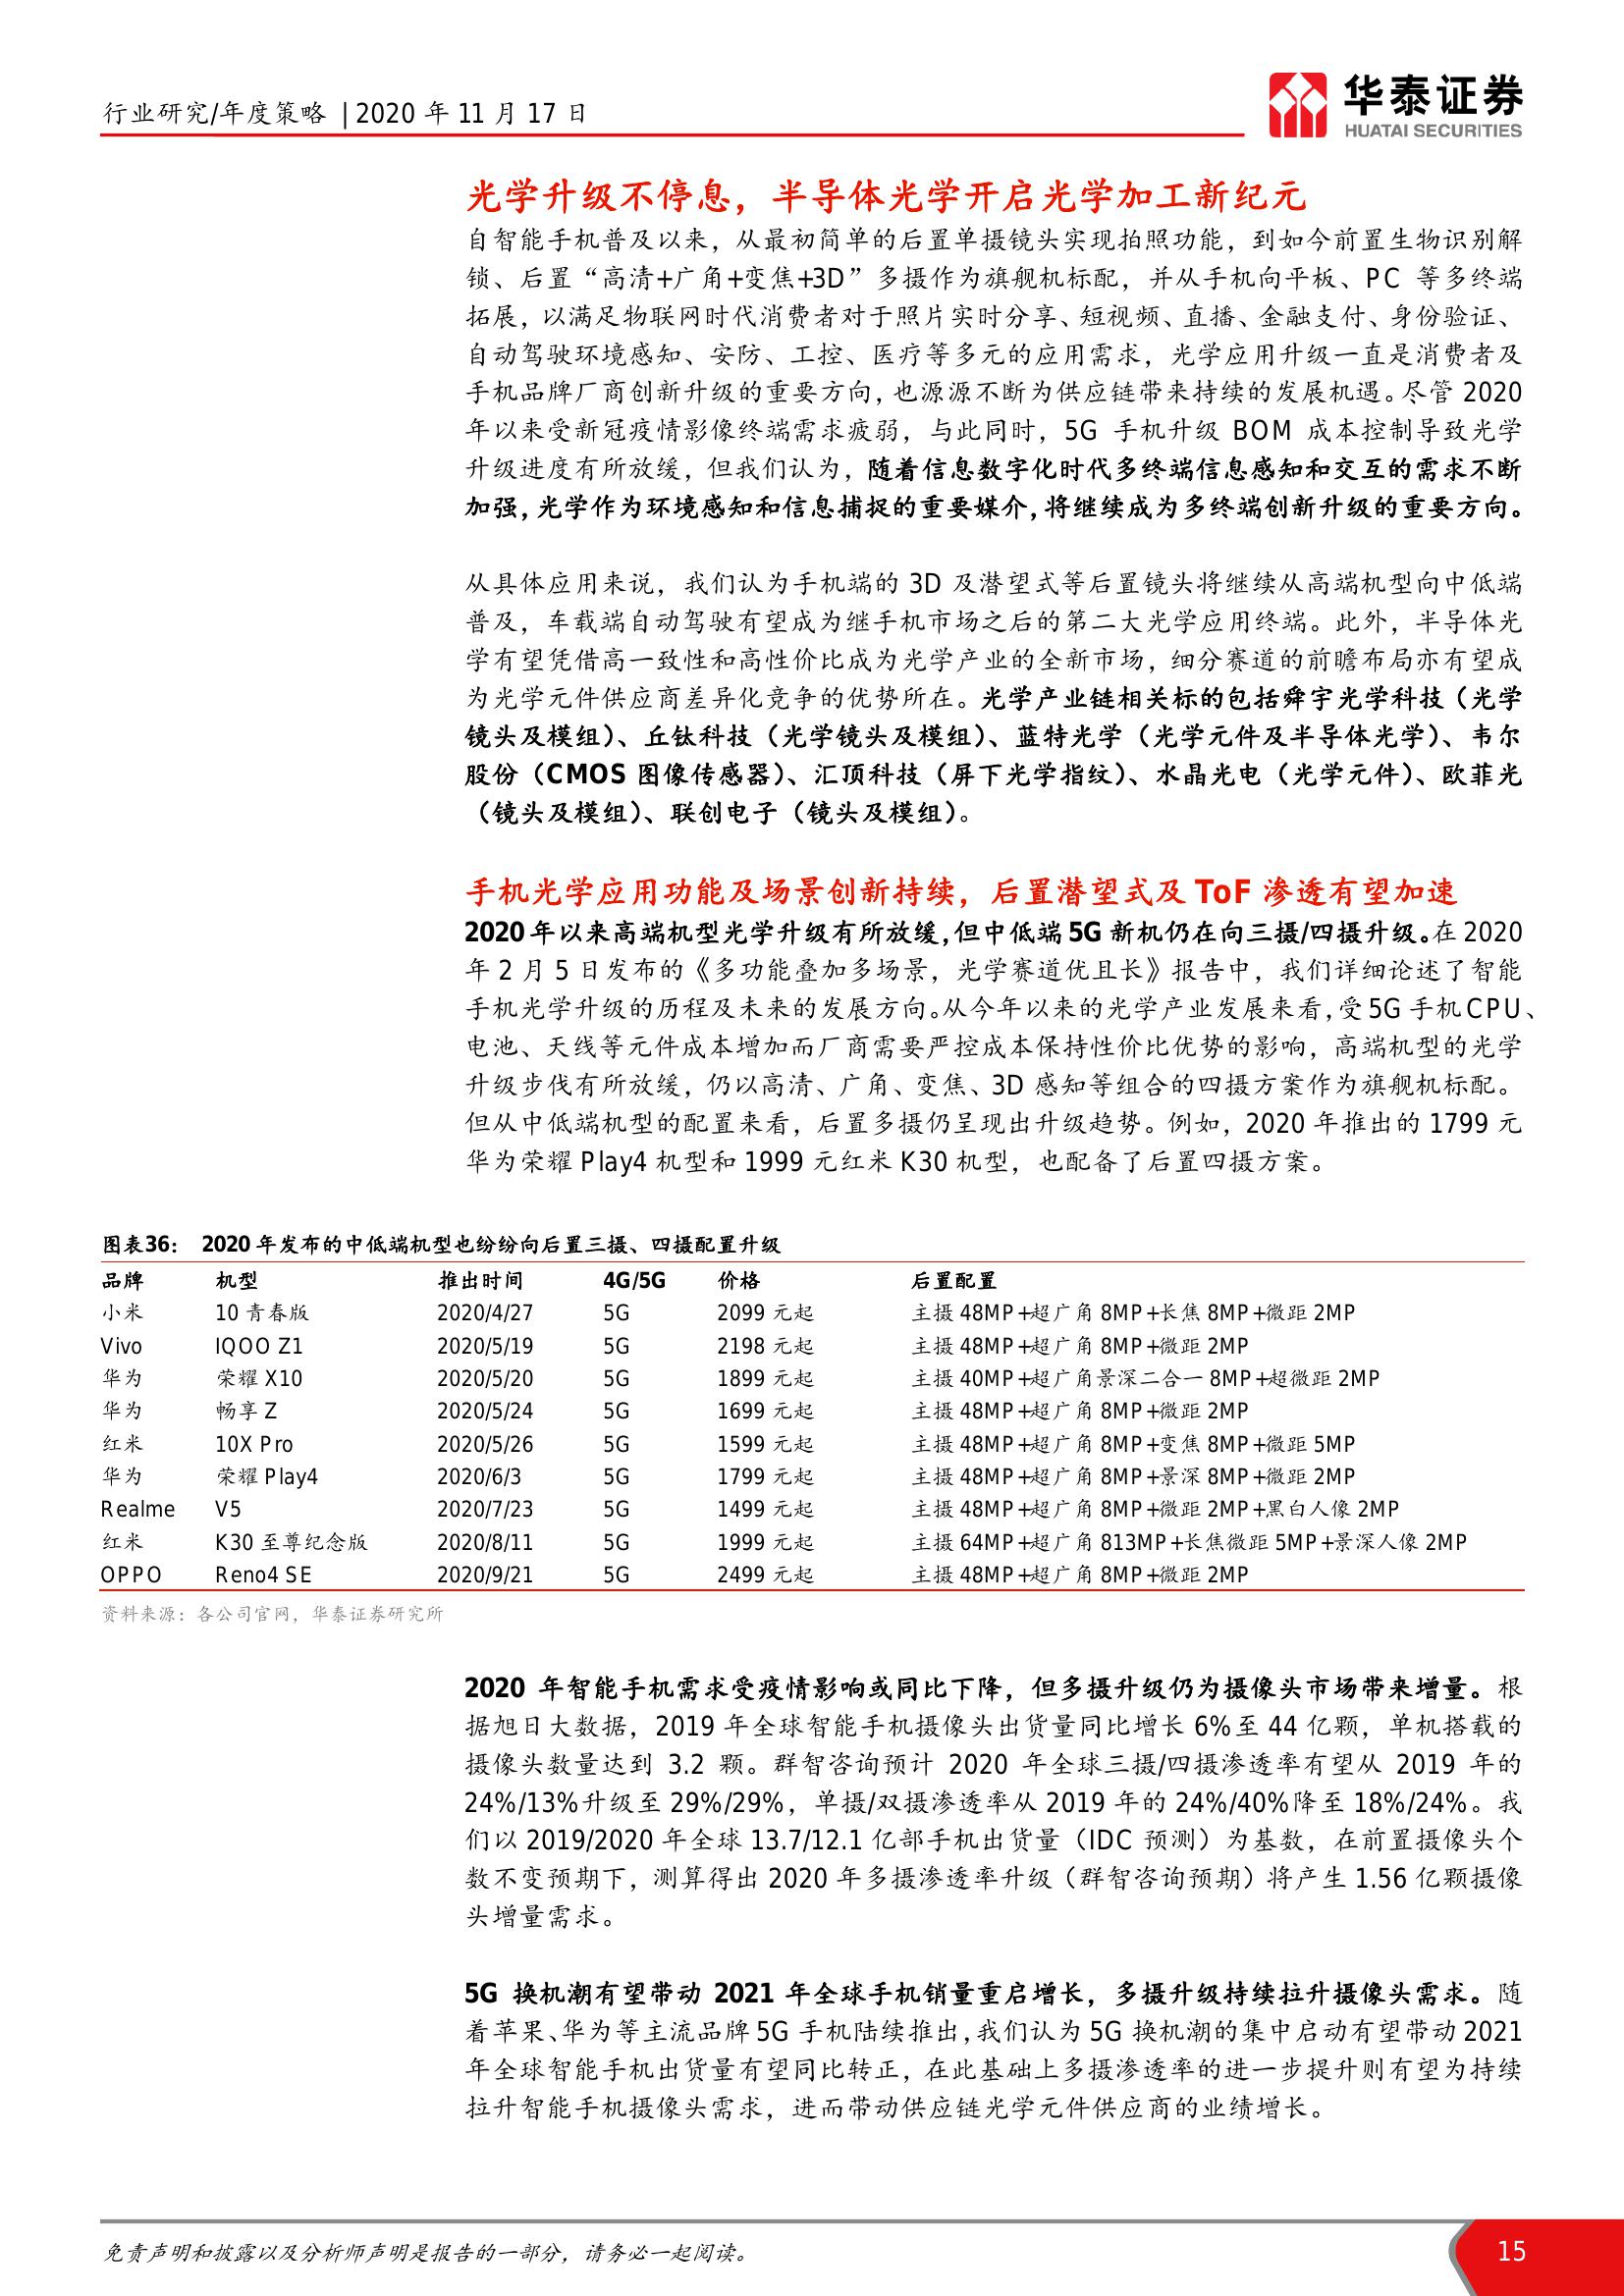 行业研究/年度策略 | 2020 年 11 月 17 日
华泰证券
HUATAI SECURITIES
光学升级不停息，半导体光学开启光学加工新纪元
自智能手机普及以来，从最初简单的后置单摄镜头实现拍照功能，到如今前置生物识别解
锁、后置“高清+广角+变焦+3D”多摄作为旗舰机标配，并从手机向平板、PC 等多终端
拓展，以满足物联网时代消费者对于照片实时分享、短视频、直播、金融支付、身份验证、
自动驾驶环境感知、安防、工控、医疗等多元的应用需求，光学应用升级一直是消费者及
手机品牌厂商创新升级的重要方向，也源源不断为供应链带来持续的发展机遇。尽管 2020
年以来受新冠疫情影像终端需求疲弱，与此同时，5G 手机升级 BOM 成本控制导致光学
升级进度有所放缓，但我们认为，随着信息数字化时代多终端信息感知和交互的需求不断
加强，光学作为环境感知和信息捕捉的重要媒介，将继续成为多终端创新升级的重要方向。
从具体应用来说，我们认为手机端的 3D 及潜望式等后置镜头将继续从高端机型向中低端
普及，车载端自动驾驶有望成为继手机市场之后的第二大光学应用终端。此外，半导体光
学有望凭借高一致性和高性价比成为光学产业的全新市场，细分赛道的前瞻布局亦有望成
为光学元件供应商差异化竞争的优势所在。光学产业链相关标的包括舜宇光学科技（光学
镜头及模组）、丘钛科技（光学镜头及模组）、蓝特光学（光学元件及半导体光学）、韦尔
股份（CMOS 图像传感器）、汇顶科技（屏下光学指纹）、水晶光电（光学元件）、欧菲光
（镜头及模组）、联创电子（镜头及模组）。
手机光学应用功能及场景创新持续，后置潜望式及 ToF 渗透有望加速
2020 年以来高端机型光学升级有所放缓，但中低端 5G 新机仍在向三摄/四摄升级。在 2020
年 2 月 5 日发布的《多功能叠加多场景，光学赛道优且长》报告中，我们详细论述了智能
手机光学升级的历程及未来的发展方向。从今年以来的光学产业发展来看，受 5G 手机 CPU、
电池、天线等元件成本增加而厂商需要严控成本保持性价比优势的影响，高端机型的光学
升级步伐有所放缓，仍以高清、广角、变焦、3D 感知等组合的四摄方案作为旗舰机标配。
但从中低端机型的配置来看，后置多摄仍呈现出升级趋势。例如，2020 年推出的 1799 元
华为荣耀 Play4 机型和 1999 元红米 K30 机型，也配备了后置四摄方案。
图表36： 2020 年发布的中低端机型也纷纷向后置三摄、四摄配置升级
品牌 机型 推出时间 4G/5G 价格 后置配置
小米 10 青春版 2020/4/27 5G 2099 元起 主摄 48MP+超广角 8MP+长焦 8MP+微距 2MP
Vivo IQOO Z1 2020/5/19 5G 2198 元起 主摄 48MP+超广角 8MP+微距 2MP
华为 荣耀 X10 2020/5/20 5G 1899 元起 主摄 40MP+超广角景深二合一 8MP+超微距 2MP
华为 畅享 Z 2020/5/24 5G 1699 元起 主摄 48MP+超广角 8MP+微距 2MP
红米 10X Pro 2020/5/26 5G 1599 元起 主摄 48MP+超广角 8MP+变焦 8MP+微距 5MP
华为 荣耀 Play4 2020/6/3 5G 1799 元起 主摄 48MP+超广角 8MP+景深 8MP+微距 2MP
Realme V5 2020/7/23 5G 1499 元起 主摄 48MP+超广角 8MP+微距 2MP+黑白人像 2MP
红米 K30 至尊纪念版 2020/8/11 5G 1999 元起 主摄 64MP+超广角 813MP+长焦微距 5MP+景深人像 2MP
OPPO Reno4 SE 2020/9/21 5G 2499 元起 主摄 48MP+超广角 8MP+微距 2MP
资料来源：各公司官网，华泰证券研究所
2020 年智能手机需求受疫情影响或同比下降，但多摄升级仍为摄像头市场带来增量。根
据旭日大数据，2019 年全球智能手机摄像头出货量同比增长 6%至 44 亿颗，单机搭载的
摄像头数量达到 3.2 颗。群智咨询预计 2020 年全球三摄/四摄渗透率有望从 2019 年的
24%/13%升级至 29%/29%，单摄/双摄渗透率从 2019 年的 24%/40%降至 18%/24%。我
们以 2019/2020 年全球 13.7/12.1 亿部手机出货量（IDC 预测）为基数，在前置摄像头个
数不变预期下，测算得出 2020 年多摄渗透率升级（群智咨询预期）将产生 1.56 亿颗摄像
头增量需求。
5G 换机潮有望带动 2021 年全球手机销量重启增长，多摄升级持续拉升摄像头需求。随
着苹果、华为等主流品牌 5G 手机陆续推出，我们认为 5G 换机潮的集中启动有望带动 2021
年全球智能手机出货量有望同比转正，在此基础上多摄渗透率的进一步提升则有望为持续
拉升智能手机摄像头需求，进而带动供应链光学元件供应商的业绩增长。
免责声明和披露以及分析师声明是报告的一部分，请务必一起阅读。
15